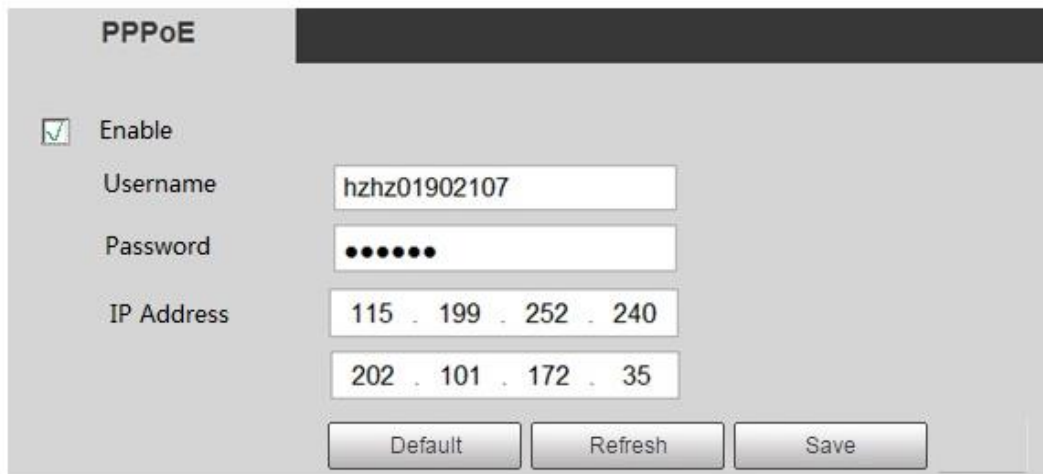 PPPoE
Enable
Username hzhz01902107
Password ●●●●●●
IP Address 115 . 199 . 252 . 240
202 . 101 . 172 . 35
Default Refresh Save